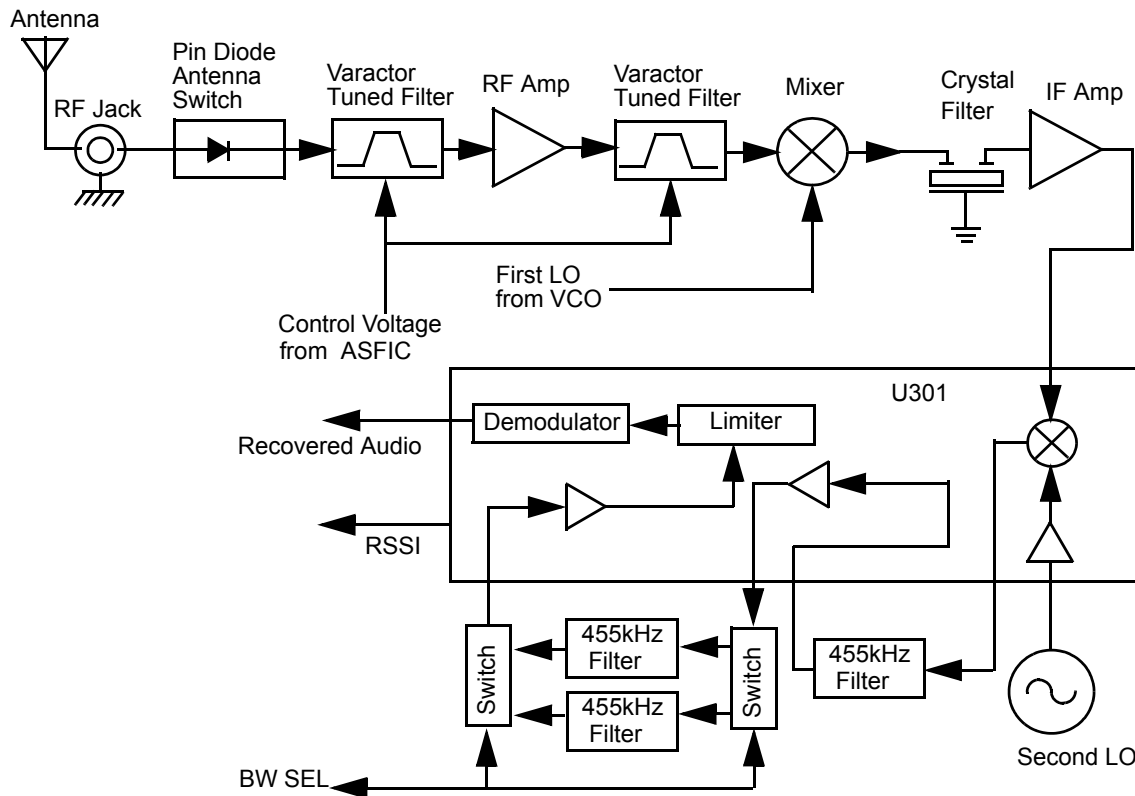 Antenna
RF Jack
Pin Diode
Antenna
Switch
Varactor
Tuned Filter
RF Amp
Varactor
Tuned Filter
Mixer
Crystal
Filter
IF Amp
First LO
from VCO
Control Voltage
from ASFIC
U301
Demodulator
Limiter
Recovered Audio
RSSI
Switch
455kHz
Filter
455kHz
Filter
Switch
455kHz
Filter
Second LO
BW SEL